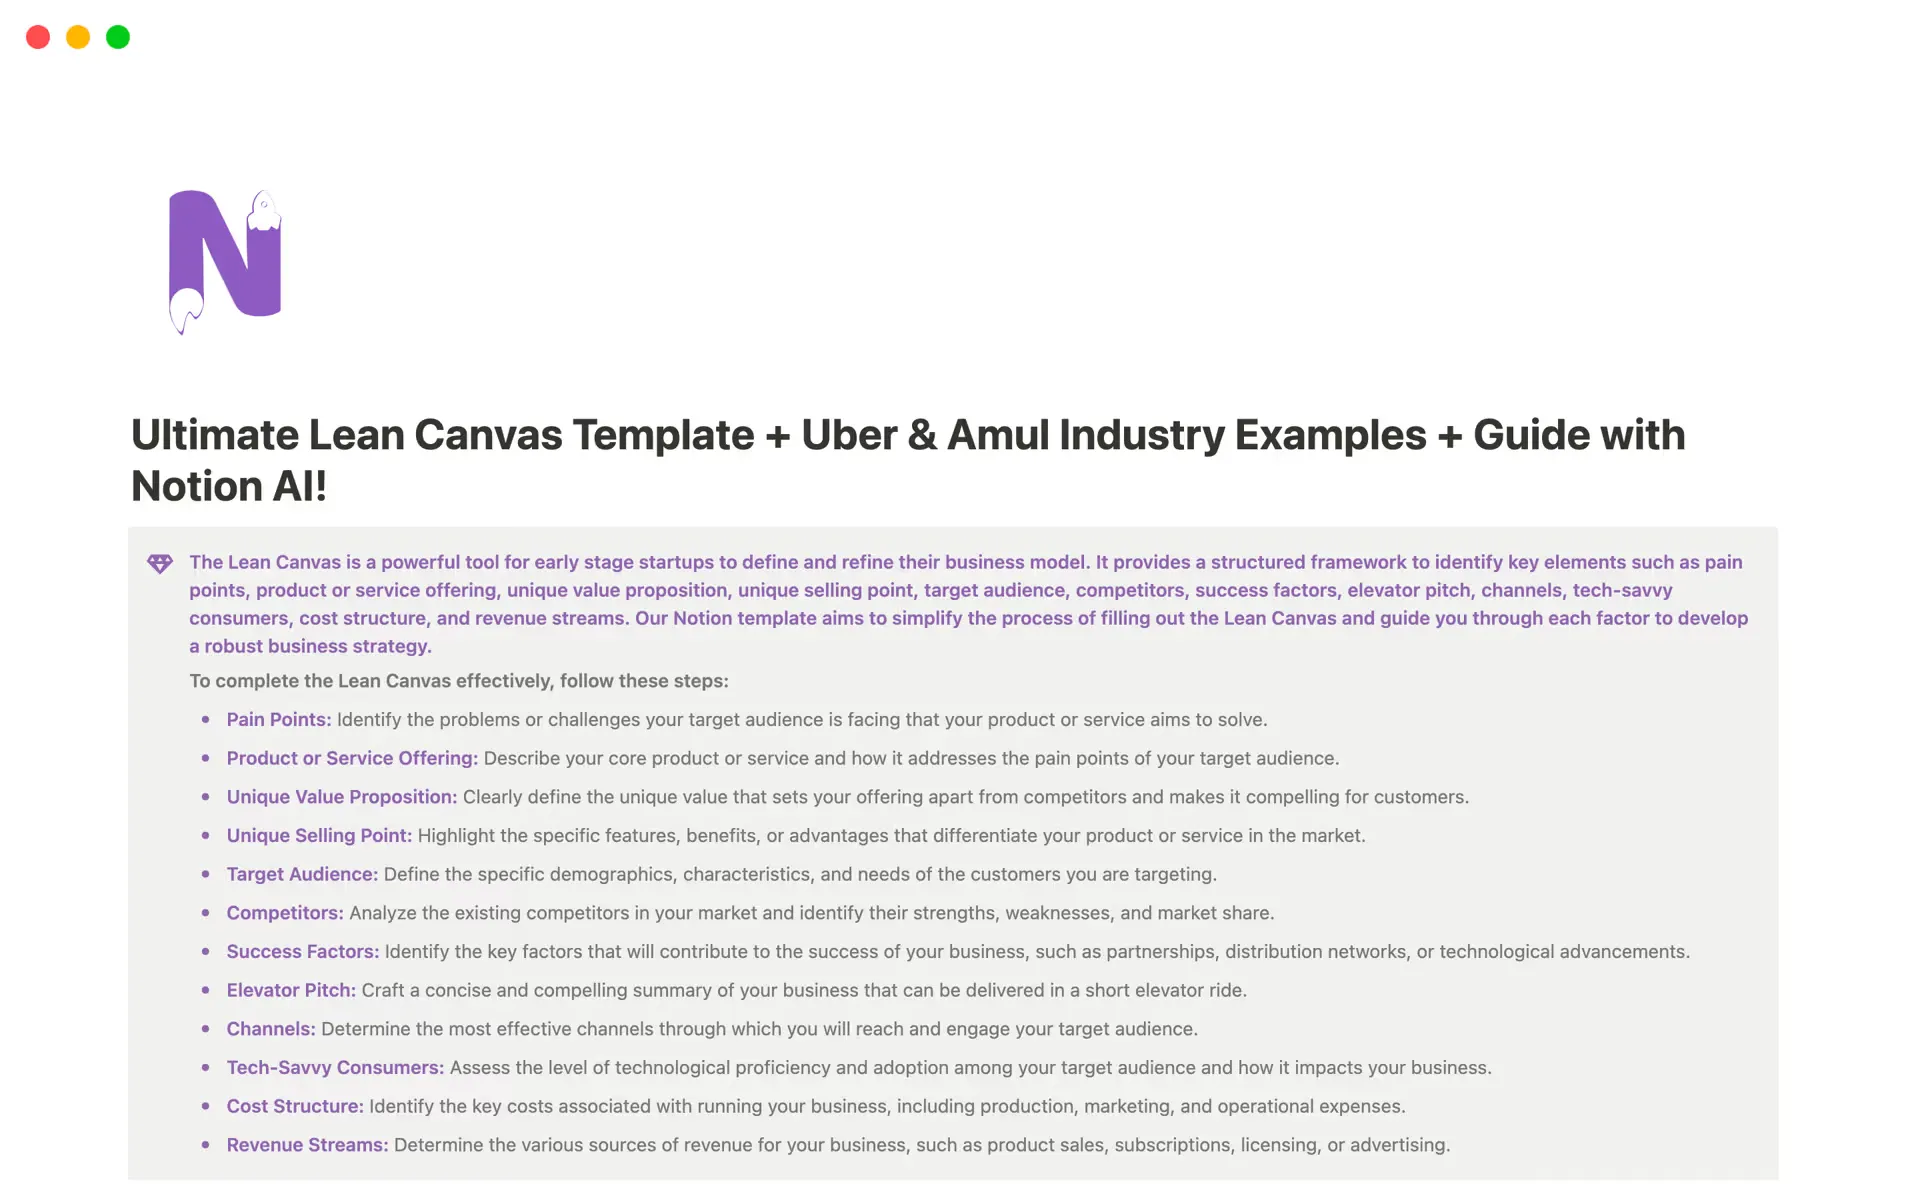 N
Ultimate Lean Canvas Template + Uber & Amul Industry Examples + Guide with
Notion AI!
The Lean Canvas is a powerful tool for early stage startups to define and refine their business model. It provides a structured framework to identify key elements such as pain
points, product or service offering, unique value proposition, unique selling point, target audience, competitors, success factors, elevator pitch, channels, tech-savvy
consumers, cost structure, and revenue streams. Our Notion template aims to simplify the process of filling out the Lean Canvas and guide you through each factor to develop
a robust business strategy.
To complete the Lean Canvas effectively, follow these steps:
• Pain Points: Identify the problems or challenges your target audience is facing that your product or service aims to solve.
• Product or Service Offering: Describe your core product or service and how it addresses the pain points of your target audience.
• Unique Value Proposition: Clearly define the unique value that sets your offering apart from competitors and makes it compelling for customers.
• Unique Selling Point: Highlight the specific features, benefits, or advantages that differentiate your product or service in the market.
• Target Audience: Define the specific demographics, characteristics, and needs of the customers you are targeting.
• Competitors: Analyze the existing competitors in your market and identify their strengths, weaknesses, and market share.
• Success Factors: Identify the key factors that will contribute to the success of your business, such as partnerships, distribution networks, or technological advancements.
• Elevator Pitch: Craft a concise and compelling summary of your business that can be delivered in a short elevator ride.
• Channels: Determine the most effective channels through which you will reach and engage your target audience.
• Tech-Savvy Consumers: Assess the level of technological proficiency and adoption among your target audience and how it impacts your business.
• Cost Structure: Identify the key costs associated with running your business, including production, marketing, and operational expenses.
• Revenue Streams: Determine the various sources of revenue for your business, such as product sales, subscriptions, licensing, or advertising.